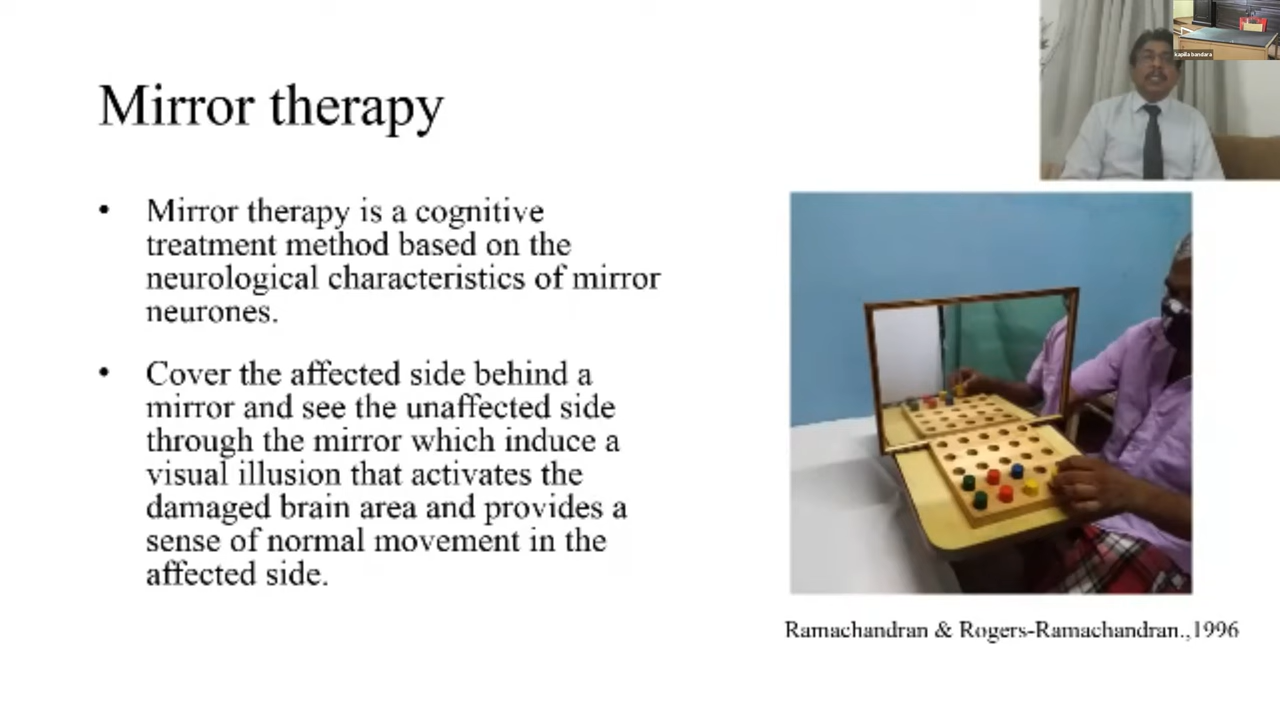 kapila bandara
Mirror therapy
• Mirror therapy is a cognitive
treatment method based on the
neurological characteristics of mirror
neurones.
• Cover the affected side behind a
mirror and see the unaffected side
through the mirror which induce a
visual illusion that activates the
damaged brain area and provides a
sense of normal movement in the
affected side.
Ramachandran & Rogers-Ramachandran.,1996